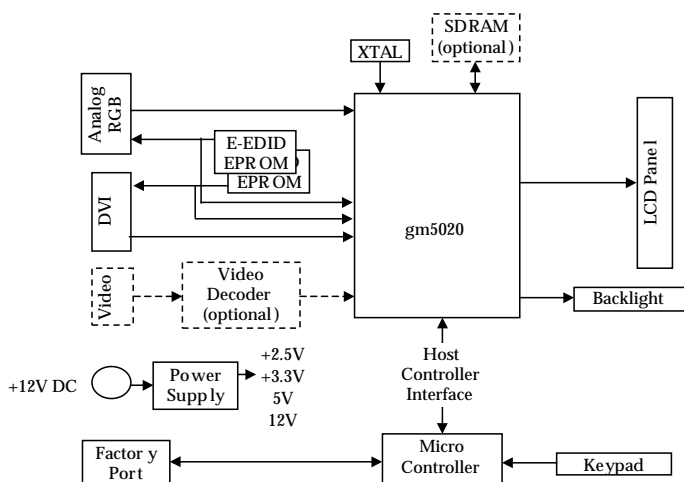 SDRAM
(optional)
XTAL
Analog
RGB
E-EDID
EPROM
EPROM
DVI
gm5020
LCD Panel
Video
Video
Decoder
(optional)
Backlight
+12V DC
Power
Supply
+2.5V
+3.3V
5V
12V
Host
Controller
Interface
Factory
Port
Micro
Controller
Keypad